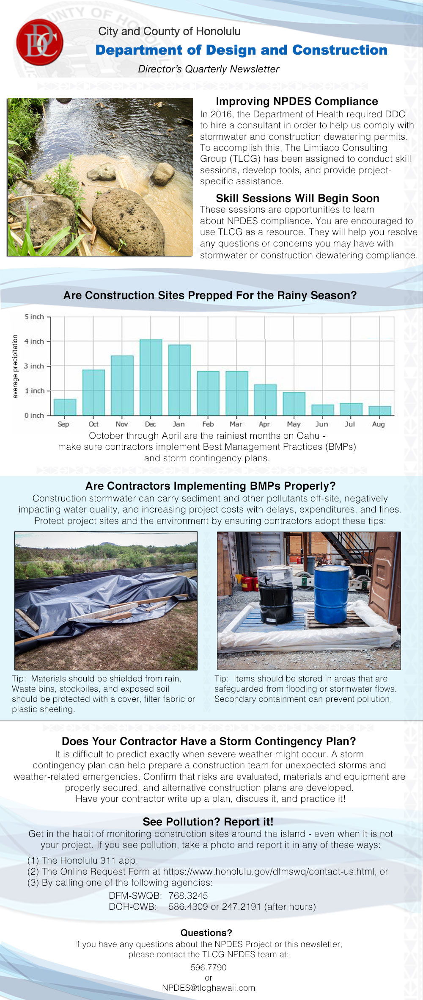 COUNTY OF HONOLULU
DDC
City and County of Honolulu
Department of Design and Construction
Director's Quarterly Newsletter
Improving NPDES Compliance
In 2016, the Department of Health required DDC
to hire a consultant in order to help us comply with
stormwater and construction dewatering permits.
To accomplish this, The Limtiaco Consulting
Group (TLCG) has been assigned to conduct skill
sessions, develop tools, and provide project-
specific assistance.
Skill Sessions Will Begin Soon
These sessions are opportunities to learn
about NPDES compliance. You are encouraged to
use TLCG as a resource. They will help you resolve
any questions or concerns you may have with
stormwater or construction dewatering compliance.
Are Construction Sites Prepped For the Rainy Season?
average precipitation
5 inch
4 inch
3 inch
1 inch
0 inch
Sep Oct Nov Dec Jan Feb Mar Apr May Jun Jul Aug
October through April are the rainiest months on Oahu -
make sure contractors implement Best Management Practices (BMPs)
and storm contingency plans.
Are Contractors Implementing BMPs Properly?
Construction stormwater can carry sediment and other pollutants off-site, negatively
impacting water quality, and increasing project costs with delays, expenditures, and fines.
Protect project sites and the environment by ensuring contractors adopt these tips:
Tip: Materials should be shielded from rain.
Waste bins, stockpiles, and exposed soil
should be protected with a cover, filter fabric or
plastic sheeting.
Tip: Items should be stored in areas that are
safeguarded from flooding or stormwater flows.
Secondary containment can prevent pollution.
Does Your Contractor Have a Storm Contingency Plan?
It is difficult to predict exactly when severe weather might occur. A storm
contingency plan can help prepare a construction team for unexpected storms and
weather-related emergencies. Confirm that risks are evaluated, materials and equipment are
properly secured, and alternative construction plans are developed.
Have your contractor write up a plan, discuss it, and practice it!
See Pollution? Report it!
Get in the habit of monitoring construction sites around the island - even when it is not
your project. If you see pollution, take a photo and report it in any of these ways:
(1) The Honolulu 311 app,
(2) The Online Request Form at https://www.honolulu.gov/dfmswq/contact-us.html, or
(3) By calling one of the following agencies:
DFM-SWQB: 768.3245
DOH-CWB: 586.4309 or 247.2191 (after hours)
Questions?
If you have any questions about the NPDES Project or this newsletter,
please contact the TLCG NPDES team at:
596.7790
or
NPDES@tlcghawaii.com